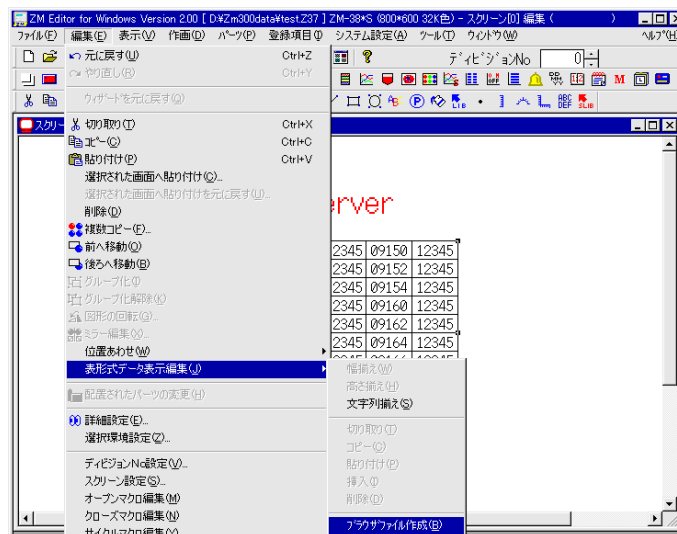 ZM Editor for Windows Version 2.00 [ D:¥Zm300data¥test.Z37 ] ZM-38*S (800*600 32K色) - スクリーン[0] 編集 ( )
ファイル(F) 編集(E) 表示(V) 作画(D) パーツ(P) 登録項目(I) システム設定(A) ツール(T) ウィンドウ(W) ヘルプ(H)
ディビジョンNo 0
元に戻す(U) Ctrl+Z
やり直し(R) Ctrl+Y
ウィザードを元に戻す(Q)
切り取り(T) Ctrl+X
コピー(C) Ctrl+C
貼り付け(P) Ctrl+V
選択された画面へ貼り付け(C)...
選択された画面へ貼り付けを元に戻す(U)...
削除(D)
複数コピー(F)...
前へ移動(O)
後ろへ移動(B)
グループ化(I)
グループ化解除(K)
図形の回転(G)...
ミラー編集(X)...
位置あわせ(W)
表形式データ表示編集(J)
配置されたパーツの変更(H)
詳細設定(E)...
選択環境設定(Z)...
ディビジョンNo設定(V)...
スクリーン設定(S)...
オープンマクロ編集(M)
クローズマクロ編集(N)
サイクルマクロ編集(Y)
スクリー
erver
2345 09150 12345
2345 09152 12345
2345 09154 12345
2345 09160 12345
2345 09162 12345
2345 09164 12345
幅揃え(W)
高さ揃え(H)
文字列揃え(S)
切り取り(T)
コピー(C)
貼り付け(P)
挿入(I)
削除(D)
ブラウザファイル作成(B)